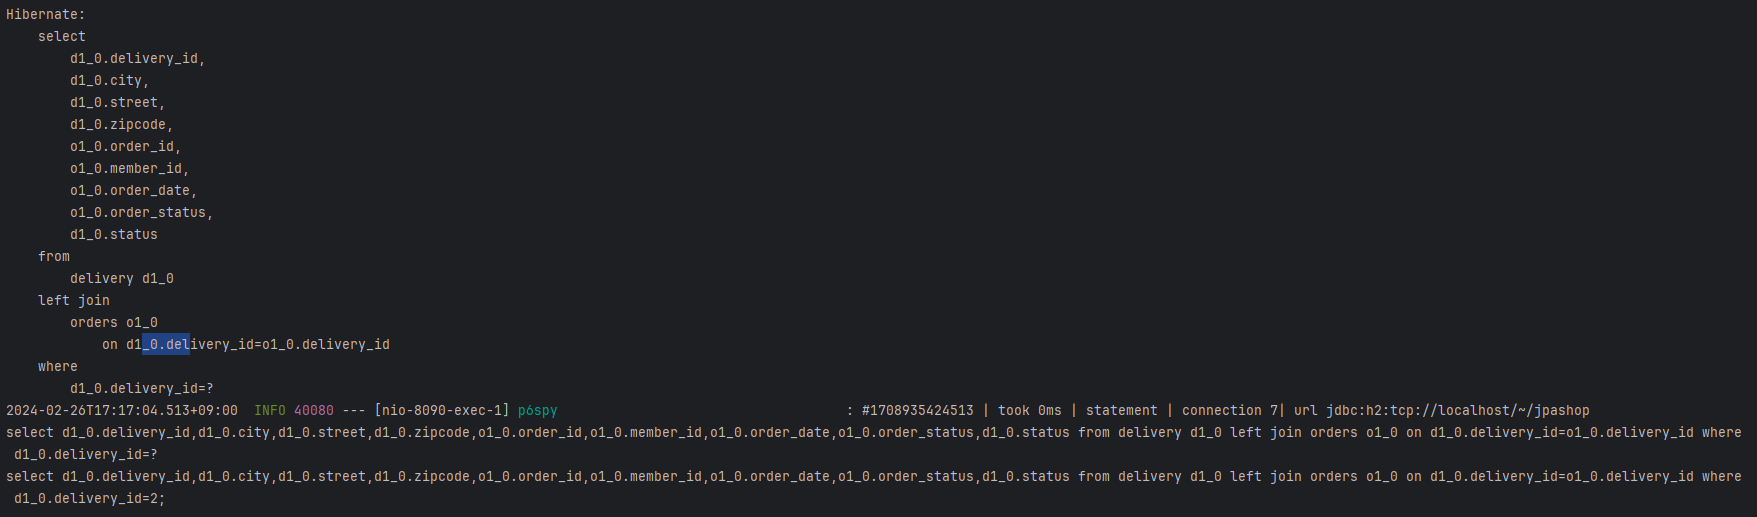 Hibernate:
select
d1_0.delivery_id,
d1_0.city,
d1_0.street,
d1_0.zipcode,
o1_0.order_id,
o1_0.member_id,
o1_0.order_date,
o1_0.order_status,
d1_0.status
from
delivery d1_0
left join
orders o1_0
on d1_0.delivery_id=o1_0.delivery_id
where
d1_0.delivery_id=?
2024-02-26T17:17:04.513+09:00  INFO 40080 --- [nio-8090-exec-1] p6spy                                    : #1708935424513 | took 0ms | statement | connection 7| url jdbc:h2:tcp://localhost/~/jpashop
select d1_0.delivery_id,d1_0.city,d1_0.street,d1_0.zipcode,o1_0.order_id,o1_0.member_id,o1_0.order_date,o1_0.order_status,d1_0.status from delivery d1_0 left join orders o1_0 on d1_0.delivery_id=o1_0.delivery_id where
d1_0.delivery_id=?
select d1_0.delivery_id,d1_0.city,d1_0.street,d1_0.zipcode,o1_0.order_id,o1_0.member_id,o1_0.order_date,o1_0.order_status,d1_0.status from delivery d1_0 left join orders o1_0 on d1_0.delivery_id=o1_0.delivery_id where
d1_0.delivery_id=2;